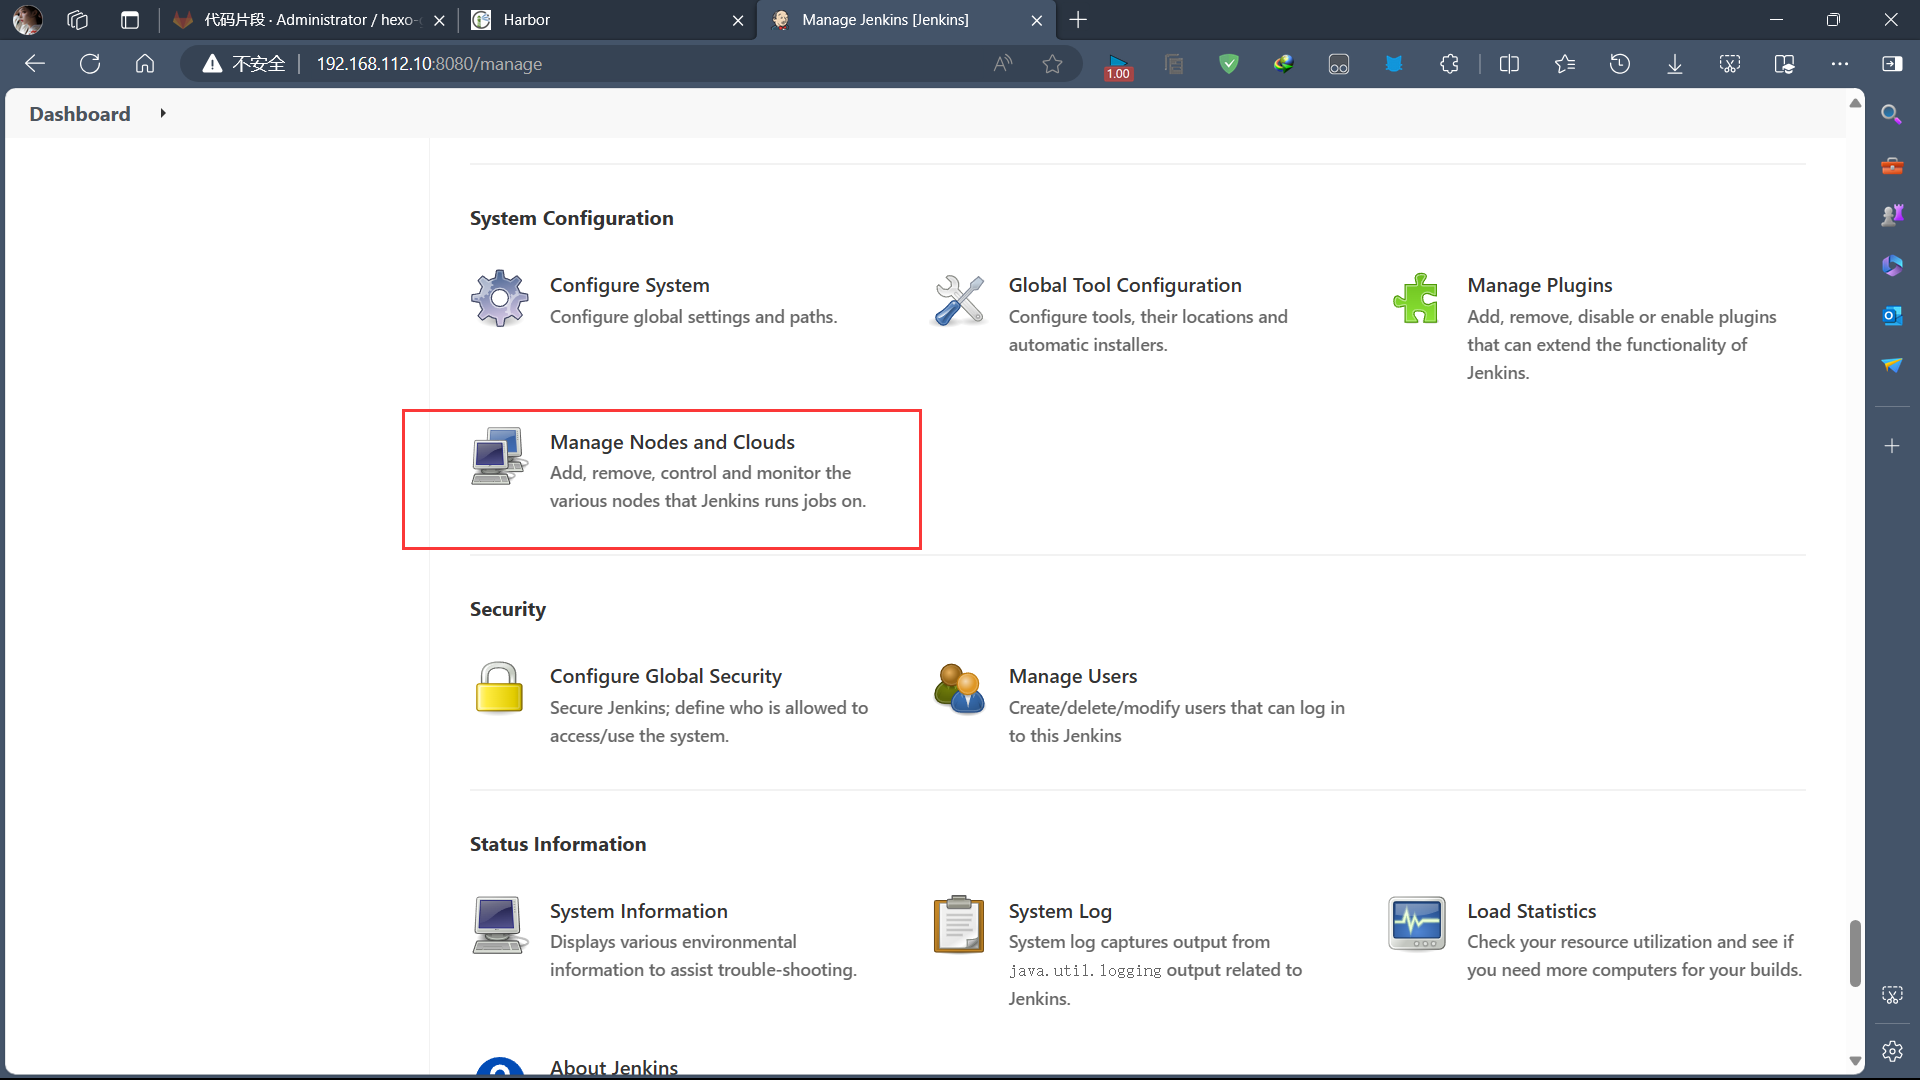 代码片段 · Administrator / hexo-
Harbor
Manage Jenkins [Jenkins]
不安全
192.168.112.10:8080/manage
1.00
Dashboard
System Configuration
Configure System
Configure global settings and paths.
Global Tool Configuration
Configure tools, their locations and
automatic installers.
Manage Plugins
Add, remove, disable or enable plugins
that can extend the functionality of
Jenkins.
Manage Nodes and Clouds
Add, remove, control and monitor the
various nodes that Jenkins runs jobs on.
Security
Configure Global Security
Secure Jenkins; define who is allowed to
access/use the system.
Manage Users
Create/delete/modify users that can log in
to this Jenkins
Status Information
System Information
Displays various environmental
information to assist trouble-shooting.
System Log
System log captures output from
java.util.logging output related to
Jenkins.
Load Statistics
Check your resource utilization and see if
you need more computers for your builds.
About Jenkins